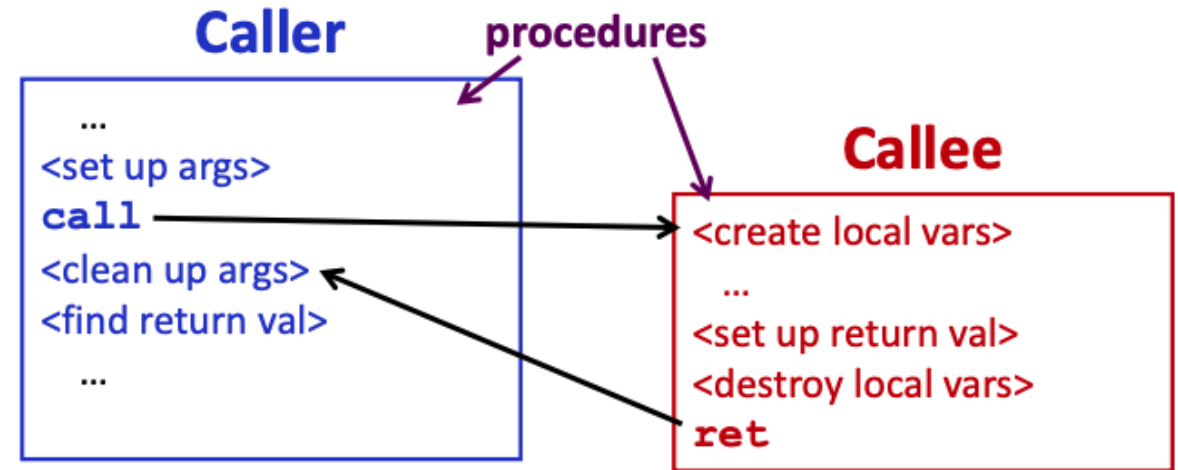 Caller
procedures
...
<set up args>
call
<clean up args>
<find return val>
...
Callee
<create local vars>
...
<set up return val>
<destroy local vars>
ret